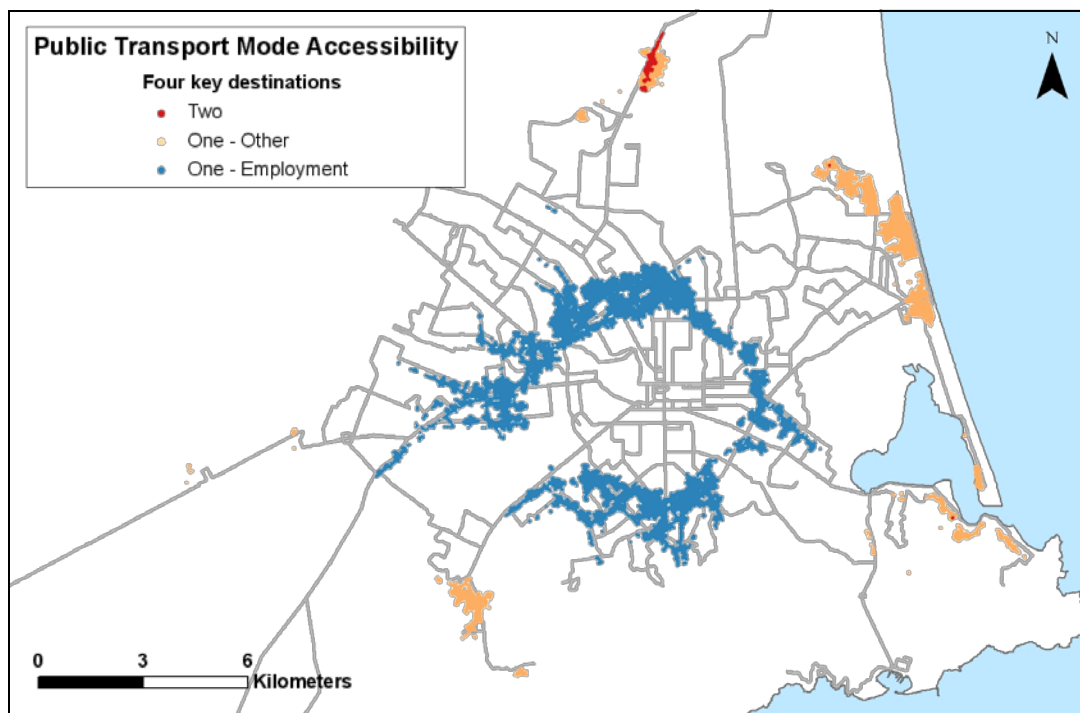 Public Transport Mode Accessibility
Four key destinations
Two
One - Other
One - Employment
N
0 3 6
Kilometers